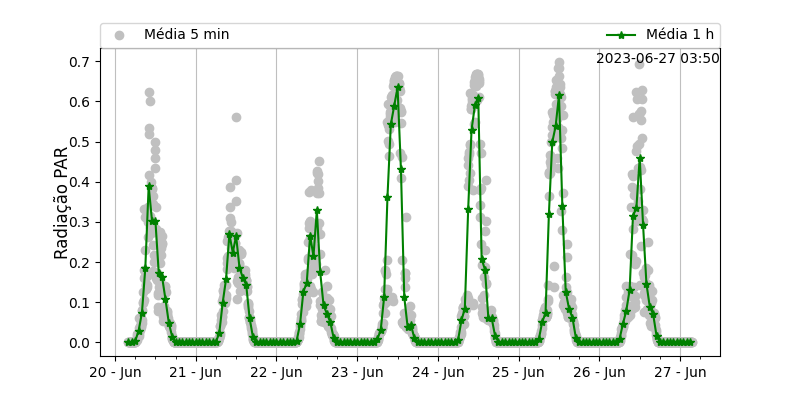 Média 5 min
Média 1 h
2023-06-27 03:50
Radiação PAR
0.7
0.6
0.5
0.4
0.3
0.2
0.1
0.0
20 - Jun
21 - Jun
22 - Jun
23 - Jun
24 - Jun
25 - Jun
26 - Jun
27 - Jun